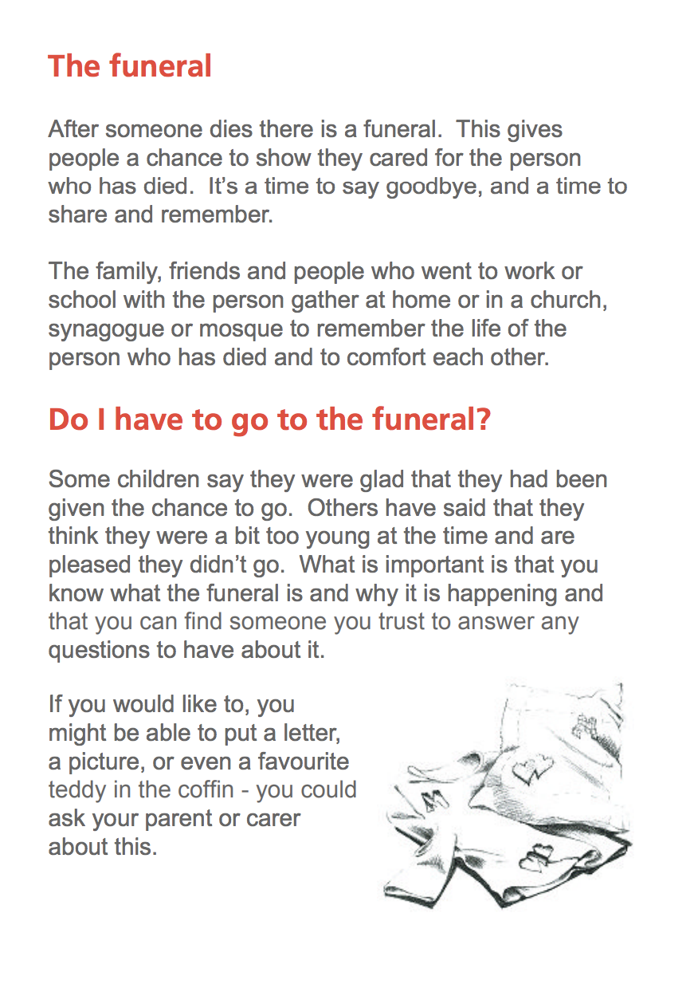 The funeral
After someone dies there is a funeral.  This gives
people a chance to show they cared for the person
who has died.  It’s a time to say goodbye, and a time to
share and remember.
The family, friends and people who went to work or
school with the person gather at home or in a church,
synagogue or mosque to remember the life of the
person who has died and to comfort each other.
Do I have to go to the funeral?
Some children say they were glad that they had been
given the chance to go.  Others have said that they
think they were a bit too young at the time and are
pleased they didn’t go.  What is important is that you
know what the funeral is and why it is happening and
that you can find someone you trust to answer any
questions to have about it.
If you would like to, you
might be able to put a letter,
a picture, or even a favourite
teddy in the coffin - you could
ask your parent or carer
about this.